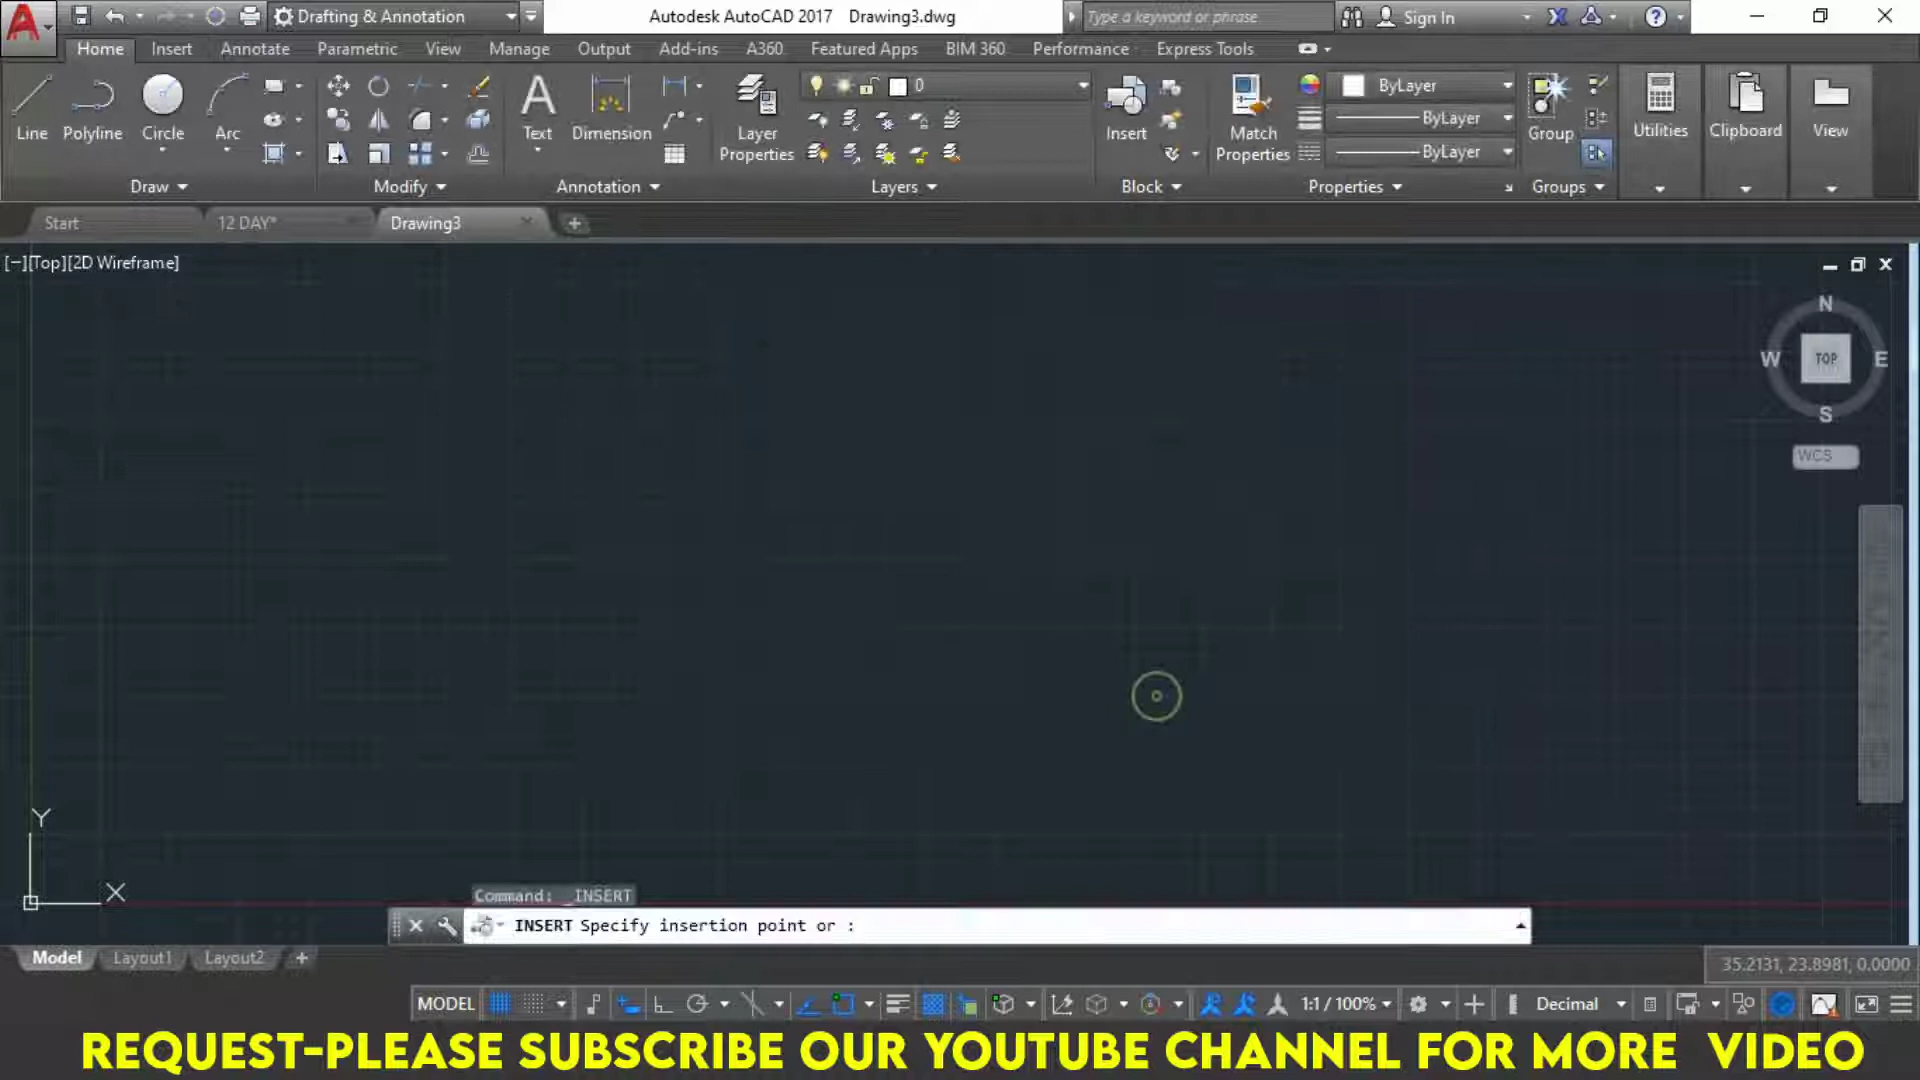 Drafting & Annotation
Autodesk AutoCAD 2017 Drawing3.dwg
Type a keyword or phrase
Sign In
Home Insert Annotate Parametric View Manage Output Add-ins A360 Featured Apps BIM 360 Performance Express Tools
0
ByLayer
ByLayer
ByLayer
Line Polyline Circle Arc
Text Dimension
Layer Properties
Insert
Match Properties
Group
Utilities Clipboard View
Draw Modify Annotation Layers Block Properties Groups
Start 12 DAY* Drawing3
[−][Top][2D Wireframe]
N
W TOP E
S
WCS
Y
X
Command: _INSERT
INSERT Specify insertion point or :
Model Layout1 Layout2
35.2131, 23.8981, 0.0000
MODEL 1:1 / 100% Decimal
REQUEST-PLEASE SUBSCRIBE OUR YOUTUBE CHANNEL FOR MORE VIDEO